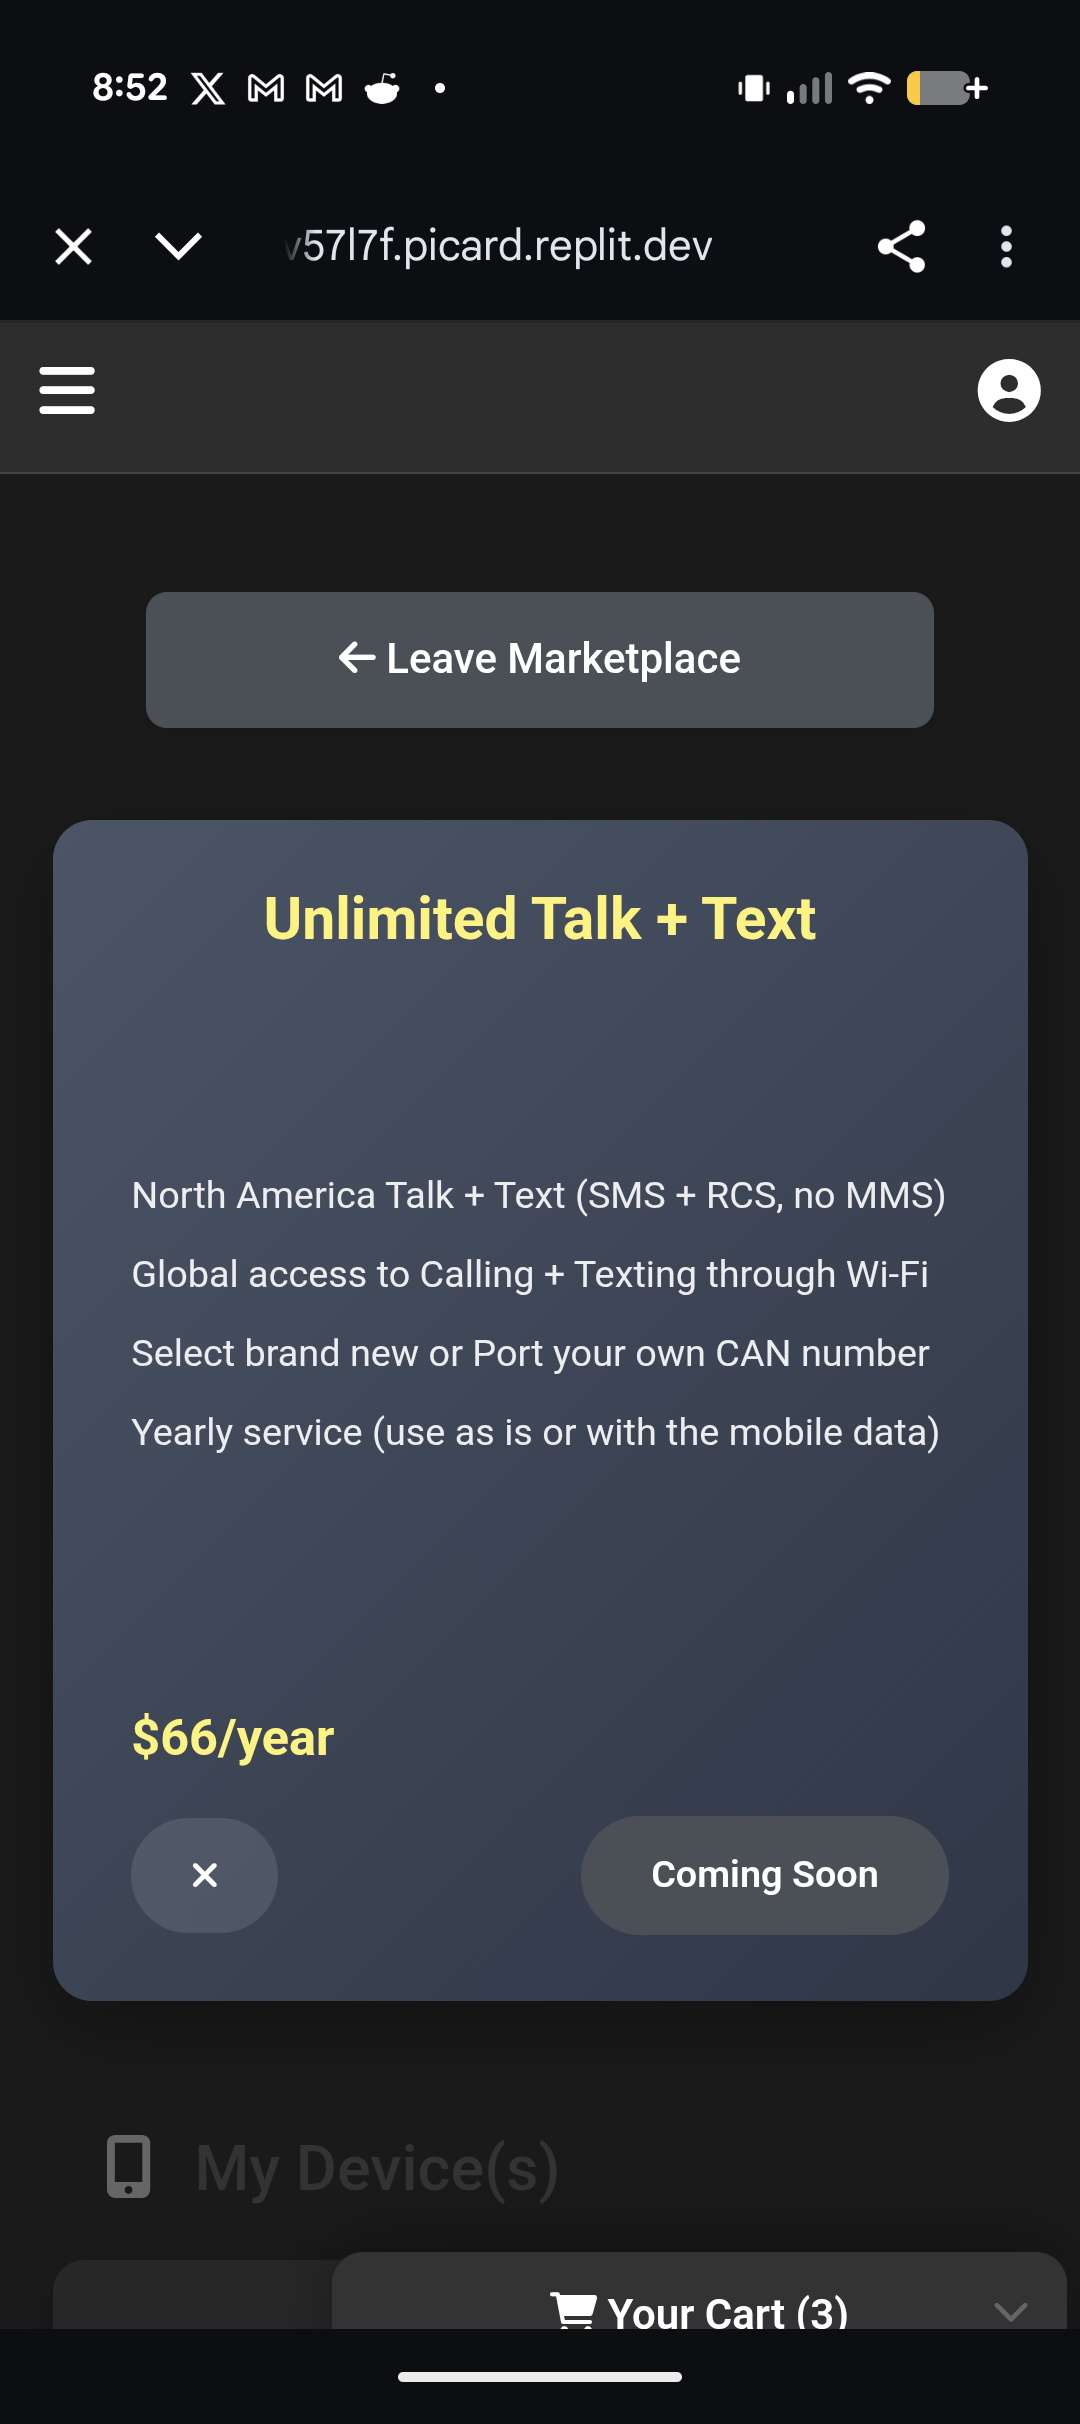 8:52
v57l7f.picard.replit.dev
Leave Marketplace
Unlimited Talk + Text
North America Talk + Text (SMS + RCS, no MMS)
Global access to Calling + Texting through Wi-Fi
Select brand new or Port your own CAN number
Yearly service (use as is or with the mobile data)
$66/year
× Coming Soon
My Device(s)
Your Cart (3)